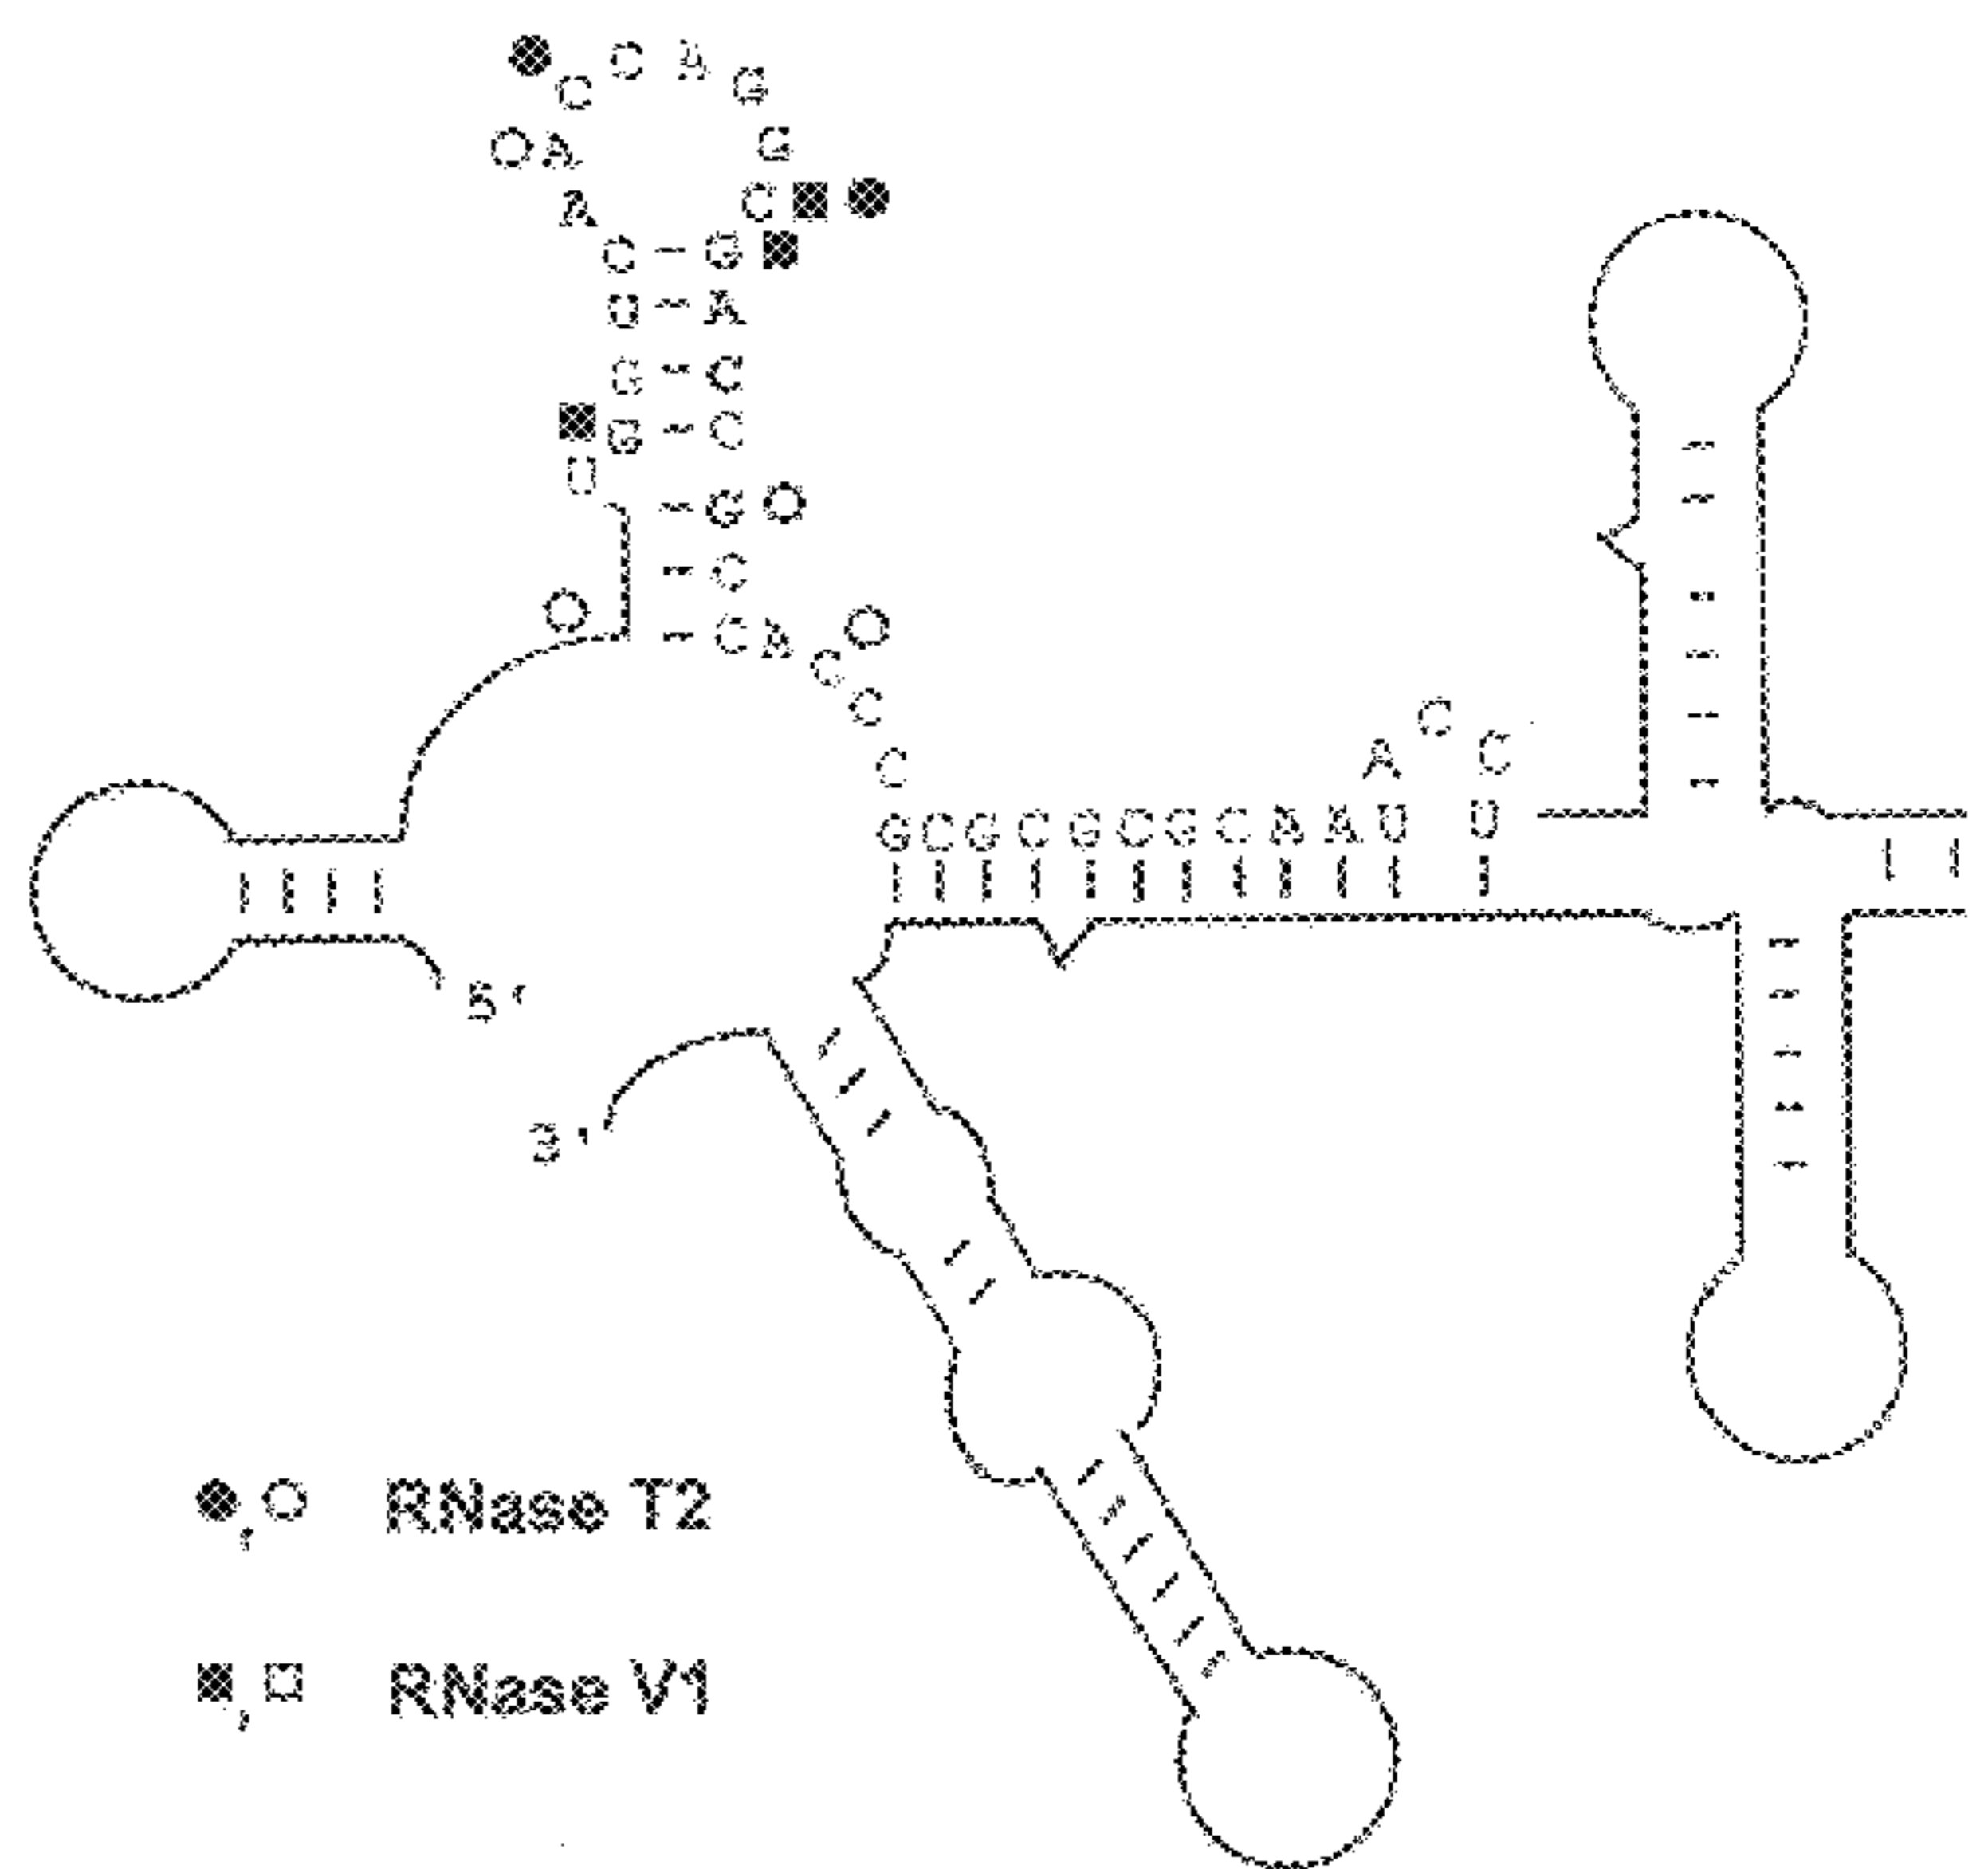 C C A G
A G
A C
C - G
U - A
G - C
G - C
U
- G
- C
- C A
C
C
C
A C C
G C G C G C G C A A U U
5'
3'
RNase T2
RNase V1